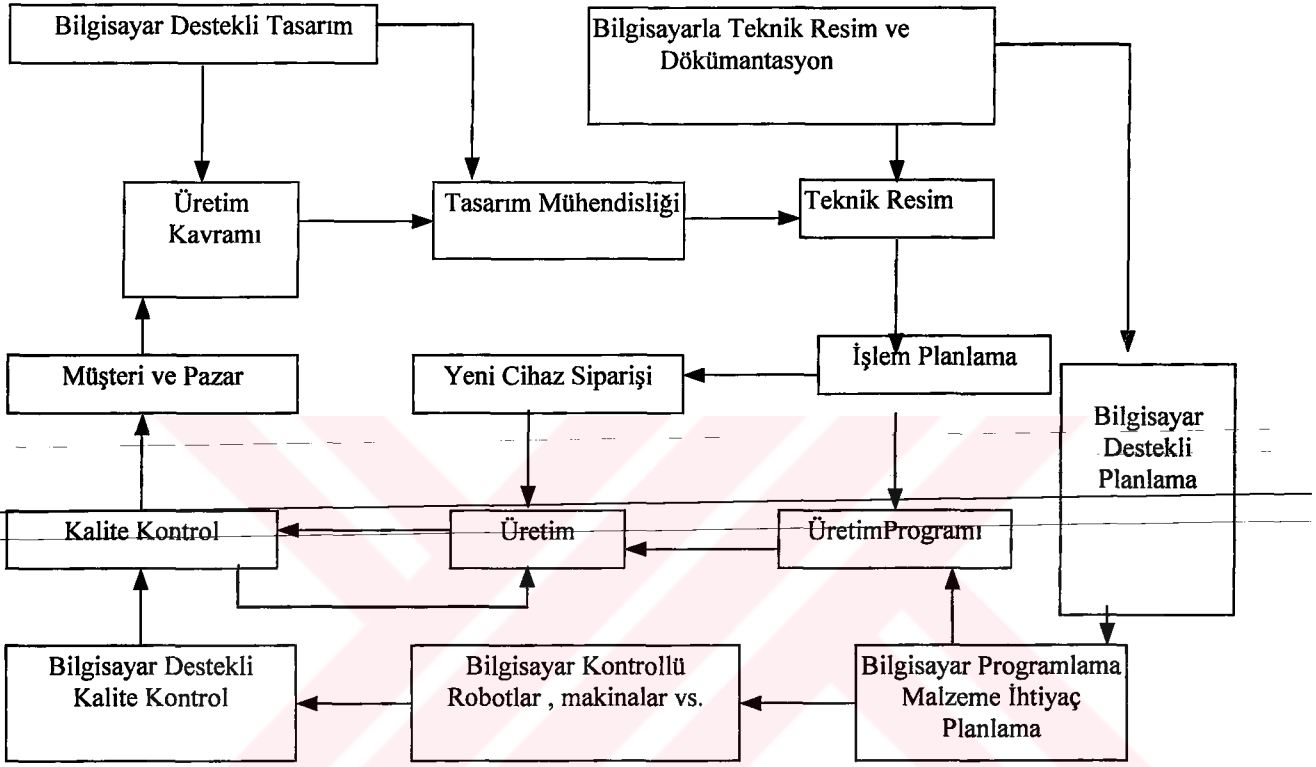 Bilgisayar Destekli Tasarım
Bilgisayarla Teknik Resim ve
Dökümantasyon
Üretim
Kavramı
Tasarım Mühendisliği
Teknik Resim
Müşteri ve Pazar
Yeni Cihaz Siparişi
İşlem Planlama
Bilgisayar
Destekli
Planlama
Kalite Kontrol
Üretim
ÜretimProgramı
Bilgisayar Destekli
Kalite Kontrol
Bilgisayar Kontrollü
Robotlar , makinalar vs.
Bilgisayar Programlama
Malzeme İhtiyaç
Planlama